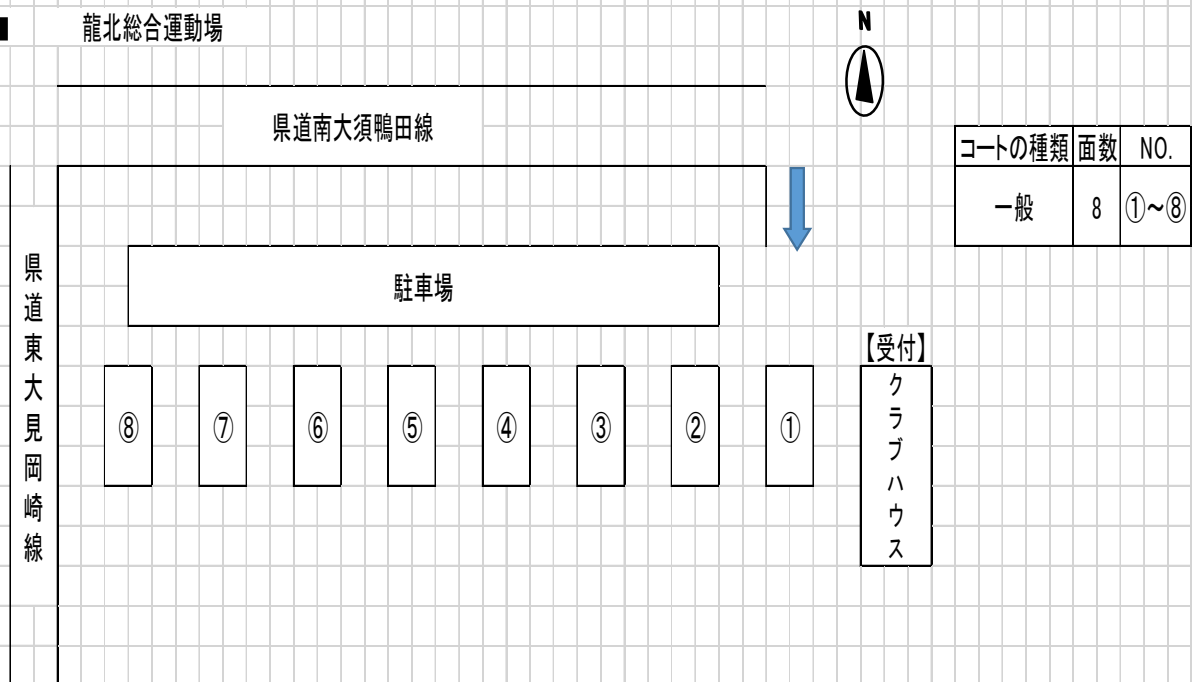 龍北総合運動場
N
県道南大須鴨田線
コートの種類 面数 NO.
一般 8 ①~⑧
県道東大見岡崎線
駐車場
【受付】
クラブハウス
⑧ ⑦ ⑥ ⑤ ④ ③ ② ①